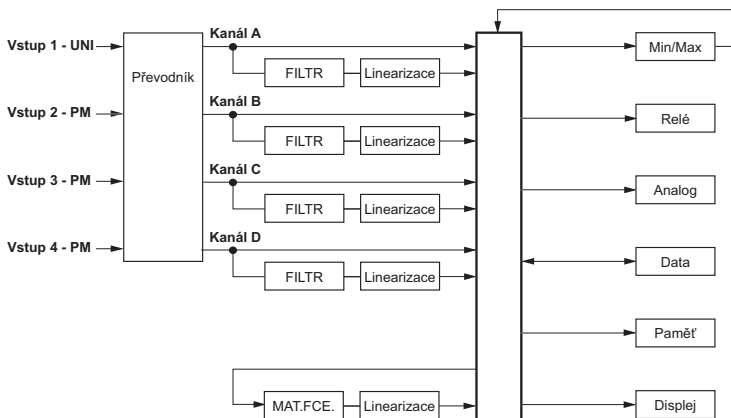 Kanál A
Vstup 1 - UNI
Min/Max
Převodník
FILTR
Linearizace
Kanál B
Vstup 2 - PM
Relé
FILTR
Linearizace
Kanál C
Vstup 3 - PM
Analog
FILTR
Linearizace
Kanál D
Vstup 4 - PM
Data
FILTR
Linearizace
Paměť
MAT.FCE.
Linearizace
Displej